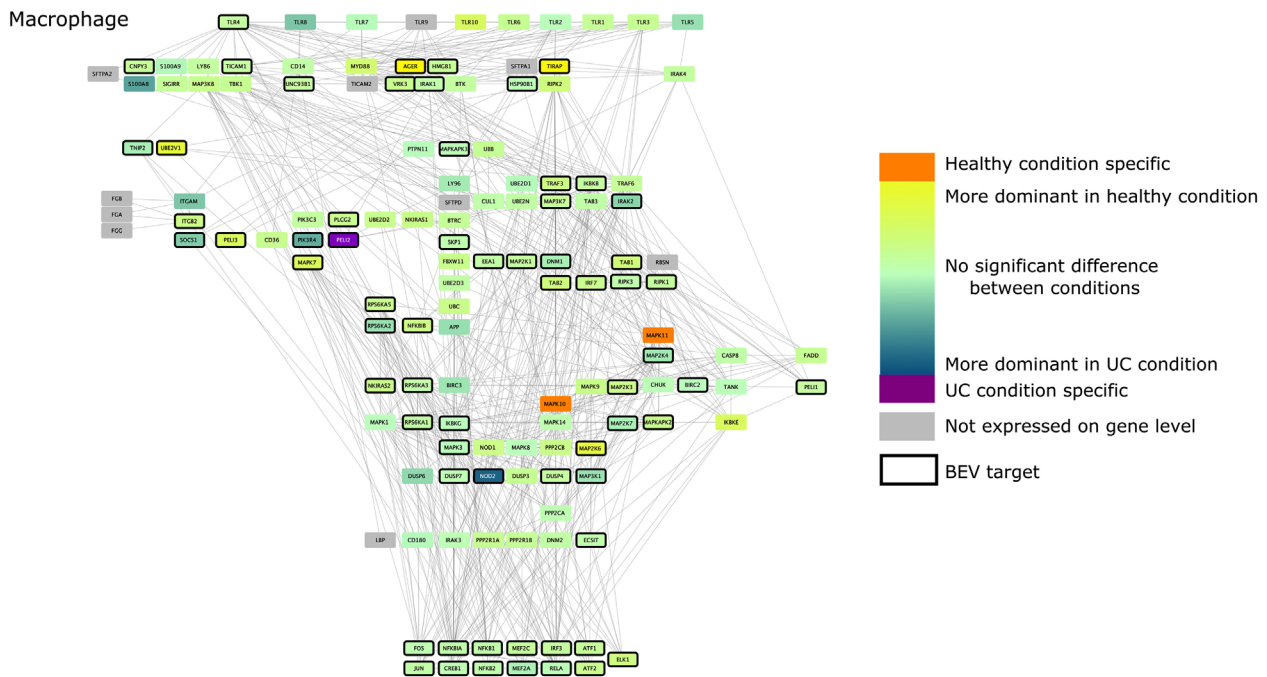 Macrophage
TLR4 TLR8 TLR7 TLR9 TLR10 TLR6 TLR2 TLR1 TLR3 TLR5
SFTPA2 CNPY3 S100A9 LY86 TICAM1 CD14 MYD88 AGER HMGB1 SFTPA1 TIRAP IRAK4
S100A8 SIGIRR MAP3K8 TBK1 UNC93B1 TICAM2 VRK3 IRAK1 BTK HSP90B1 RIPK2
TNIP2 UBE2V1 PTPN11 MAPKAPK3 UBB
LY96 UBE2D1 TRAF3 IKBKB TRAF6
FGB ITGAM SFTPD CUL1 UBE2N MAP3K7 TAB3 IRAK2
FGA ITGB2 PIK3C3 PLCG2 UBE2D2 NKIRAS1 BTRC
FGG SOCS1 PELI3 CD36 PIK3R4 PELI2 SKP1
MAPK7 FBXW11 EEA1 MAP2K1 DNM1 TAB1 RBSN
UBE2D3 TAB2 IRF7 RIPK3 RIPK1
RPS6KA5 UBC
RPS6KA2 NFKBIB APP MAPK11
MAP2K4 CASP8 FADD
NKIRAS2 RPS6KA3 BIRC3 MAPK9 MAP2K3 CHUK BIRC2 TANK PELI1
MAPK10
MAPK1 RPS6KA1 IKBKG MAPK14 MAP2K7 MAPKAPK2 IKBKE
MAPK3 NOD1 MAPK8 PPP2CB MAP2K6
DUSP6 DUSP7 NOD2 DUSP3 DUSP4 MAP3K1
PPP2CA
LBP CD180 IRAK3 PPP2R1A PPP2R1B DNM2 ECSIT
FOS NFKBIA NFKB1 MEF2C IRF3 ATF1 ELK1
JUN CREB1 NFKB2 MEF2A RELA ATF2
Healthy condition specific
More dominant in healthy condition
No significant difference
between conditions
More dominant in UC condition
UC condition specific
Not expressed on gene level
BEV target